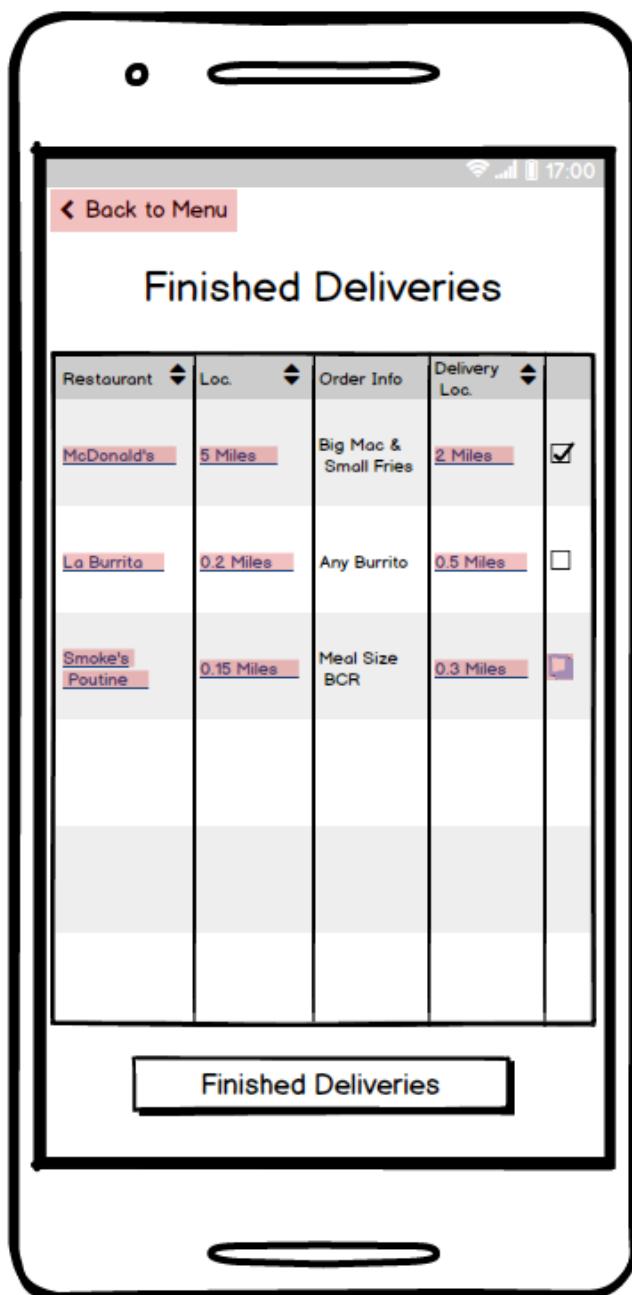 17:00
Back to Menu
Finished Deliveries
Restaurant Loc. Order Info Delivery
Loc.
McDonald's 5 Miles Big Mac &
Small Fries 2 Miles
La Burrita 0.2 Miles Any Burrito 0.5 Miles
Smoke's
Poutine 0.15 Miles Meal Size
BCR 0.3 Miles
Finished Deliveries